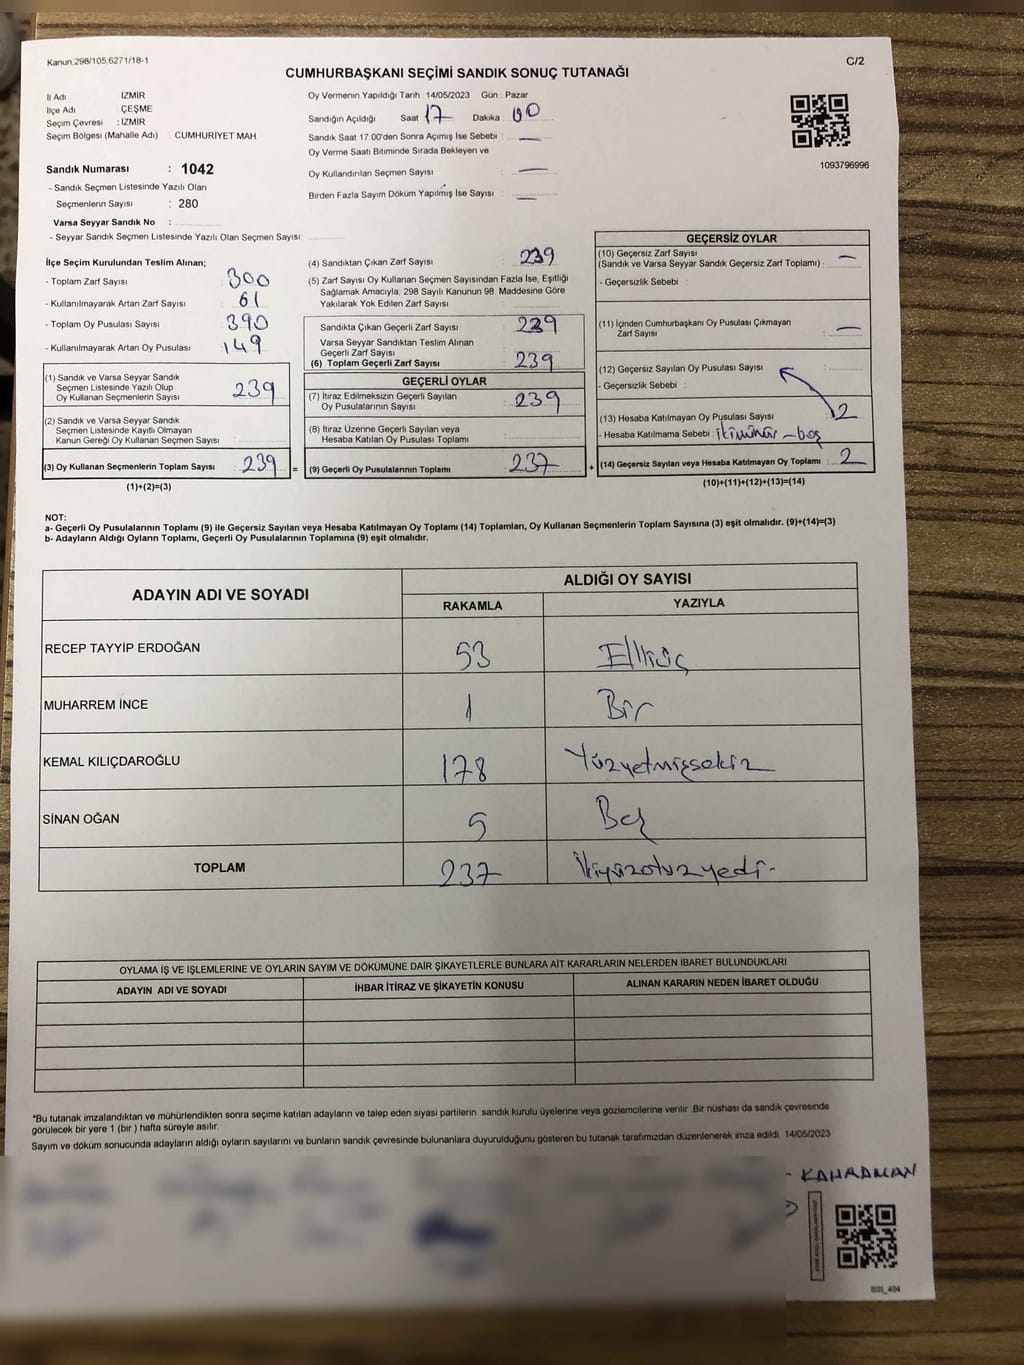 Kanun.298/105.6271/18-1
C/2
CUMHURBAŞKANI SEÇİMİ SANDIK SONUÇ TUTANAĞI
İl Adı İZMİR
İlçe Adı ÇEŞME
Seçim Çevresi : İZMİR
Seçim Bölgesi (Mahalle Adı) : CUMHURİYET MAH
Sandık Numarası : 1042
- Sandık Seçmen Listesinde Yazılı Olan
Seçmenlerin Sayısı : 280
Varsa Seyyar Sandık No :
- Seyyar Sandık Seçmen Listesinde Yazılı Olan Seçmen Sayısı:
Oy Vermenin Yapıldığı Tarih : 14/05/2023 Gün : Pazar
Sandığın Açıldığı Saat 17 Dakika : 00
Sandık Saat 17:00'den Sonra Açımış İse Sebebi : —
Oy Verme Saati Bitiminde Sırada Bekleyen ve
Oy Kullandırılan Seçmen Sayısı : —
Birden Fazla Sayım Döküm Yapılmış İse Sayısı : —
1093796996
İlçe Seçim Kurulundan Teslim Alınan;
- Toplam Zarf Sayısı : 300
- Kullanılmayarak Artan Zarf Sayısı : 61
- Toplam Oy Pusulası Sayısı : 390
- Kullanılmayarak Artan Oy Pusulası : 149
(1) Sandık ve Varsa Seyyar Sandık
Seçmen Listesinde Yazılı Olup
Oy Kullanan Seçmenlerin Sayısı : 239
(2) Sandık ve Varsa Seyyar Sandık
Seçmen Listesinde Kayıtlı Olmayan
Kanun Gereği Oy Kullanan Seçmen Sayısı :
(3) Oy Kullanan Seçmenlerin Toplam Sayısı : 239 =
(1)+(2)=(3)
(4) Sandıktan Çıkan Zarf Sayısı : 239
(5) Zarf Sayısı Oy Kullanan Seçmen Sayısından Fazla İse, Eşitliği
Sağlamak Amacıyla, 298 Sayılı Kanunun 98. Maddesine Göre
Yakılarak Yok Edilen Zarf Sayısı :
Sandıkta Çıkan Geçerli Zarf Sayısı : 239
Varsa Seyyar Sandıktan Teslim Alınan
Geçerli Zarf Sayısı :
(6) Toplam Geçerli Zarf Sayısı : 239
GEÇERLİ OYLAR
(7) İtiraz Edilmeksizin Geçerli Sayılan
Oy Pusulalarının Sayısı : 239
(8) İtiraz Üzerine Geçerli Sayılan veya
Hesaba Katılan Oy Pusulası Toplamı :
(9) Geçerli Oy Pusulalarının Toplamı : 237 +
GEÇERSİZ OYLAR
(10) Geçersiz Zarf Sayısı
(Sandık ve Varsa Seyyar Sandık Geçersiz Zarf Toplamı) : —
- Geçersizlik Sebebi :
(11) İçinden Cumhurbaşkanı Oy Pusulası Çıkmayan
Zarf Sayısı : —
(12) Geçersiz Sayılan Oy Pusulası Sayısı :
- Geçersizlik Sebebi :
(13) Hesaba Katılmayan Oy Pusulası Sayısı : 2
- Hesaba Katılmama Sebebi : iki mühür – boş
(14) Geçersiz Sayılan veya Hesaba Katılmayan Oy Toplamı : 2
(10)+(11)+(12)+(13)=(14)
NOT:
a- Geçerli Oy Pusulalarının Toplamı (9) ile Geçersiz Sayılan veya Hesaba Katılmayan Oy Toplamı (14) Toplamları, Oy Kullanan Seçmenlerin Toplam Sayısına (3) eşit olmalıdır. (9)+(14)=(3)
b- Adayların Aldığı Oyların Toplamı, Geçerli Oy Pusulalarının Toplamına (9) eşit olmalıdır.
ADAYIN ADI VE SOYADI
ALDIĞI OY SAYISI
RAKAMLA YAZIYLA
RECEP TAYYİP ERDOĞAN 53 Elliüç
MUHARREM İNCE 1 Bir
KEMAL KILIÇDAROĞLU 178 Yüzyetmişsekiz
SİNAN OĞAN 5 Beş
TOPLAM 237 ikiyüzotuzyedi-
OYLAMA İŞ VE İŞLEMLERİNE VE OYLARIN SAYIM VE DÖKÜMÜNE DAİR ŞİKAYETLERLE BUNLARA AİT KARARLARIN NELERDEN İBARET BULUNDUKLARI
ADAYIN ADI VE SOYADI İHBAR İTİRAZ VE ŞİKAYETİN KONUSU ALINAN KARARIN NEDEN İBARET OLDUĞU
*Bu tutanak imzalandıktan ve mühürlendikten sonra seçime katılan adayların ve talep eden siyasi partilerin sandık kurulu üyelerine veya gözlemcilerine verilir. Bir nüshası da sandık çevresinde
görülecek bir yere 1 (bir ) hafta süreyle asılır.
Sayım ve döküm sonucunda adayların aldığı oyların sayılarını ve bunların sandık çevresinde bulunanlara duyurulduğunu gösteren bu tutanak tarafımızdan düzenlenerek imza edildi. 14/05/2023
- KAHRAMAN
SSI_404